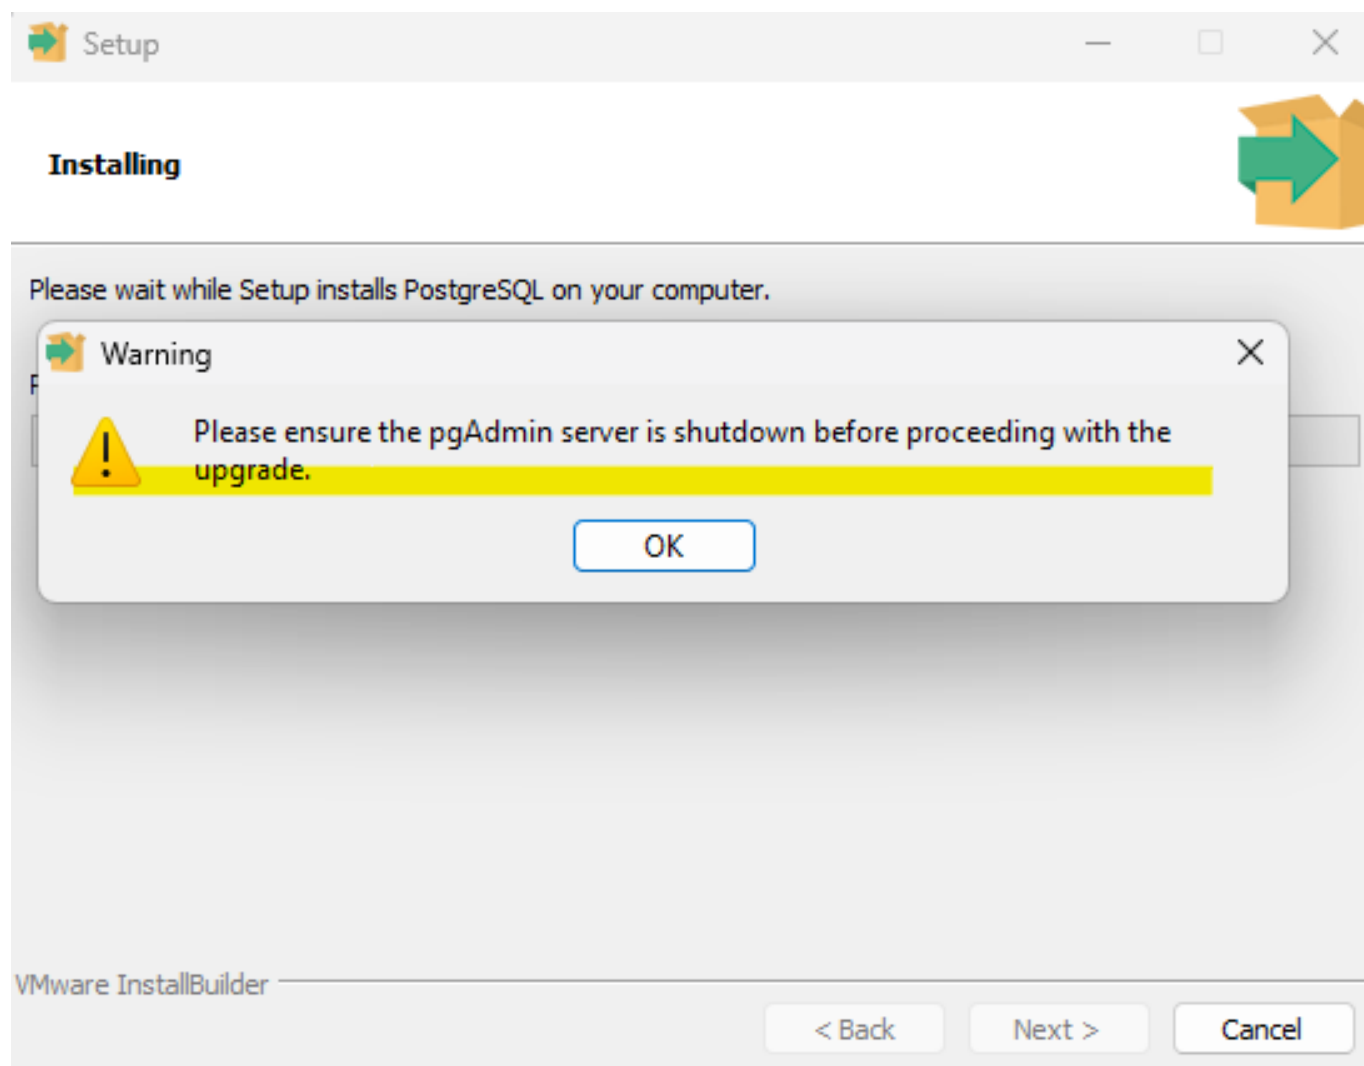 Setup
Installing
Please wait while Setup installs PostgreSQL on your computer.
Warning
Please ensure the pgAdmin server is shutdown before proceeding with the
upgrade.
OK
VMware InstallBuilder
< Back
Next >
Cancel